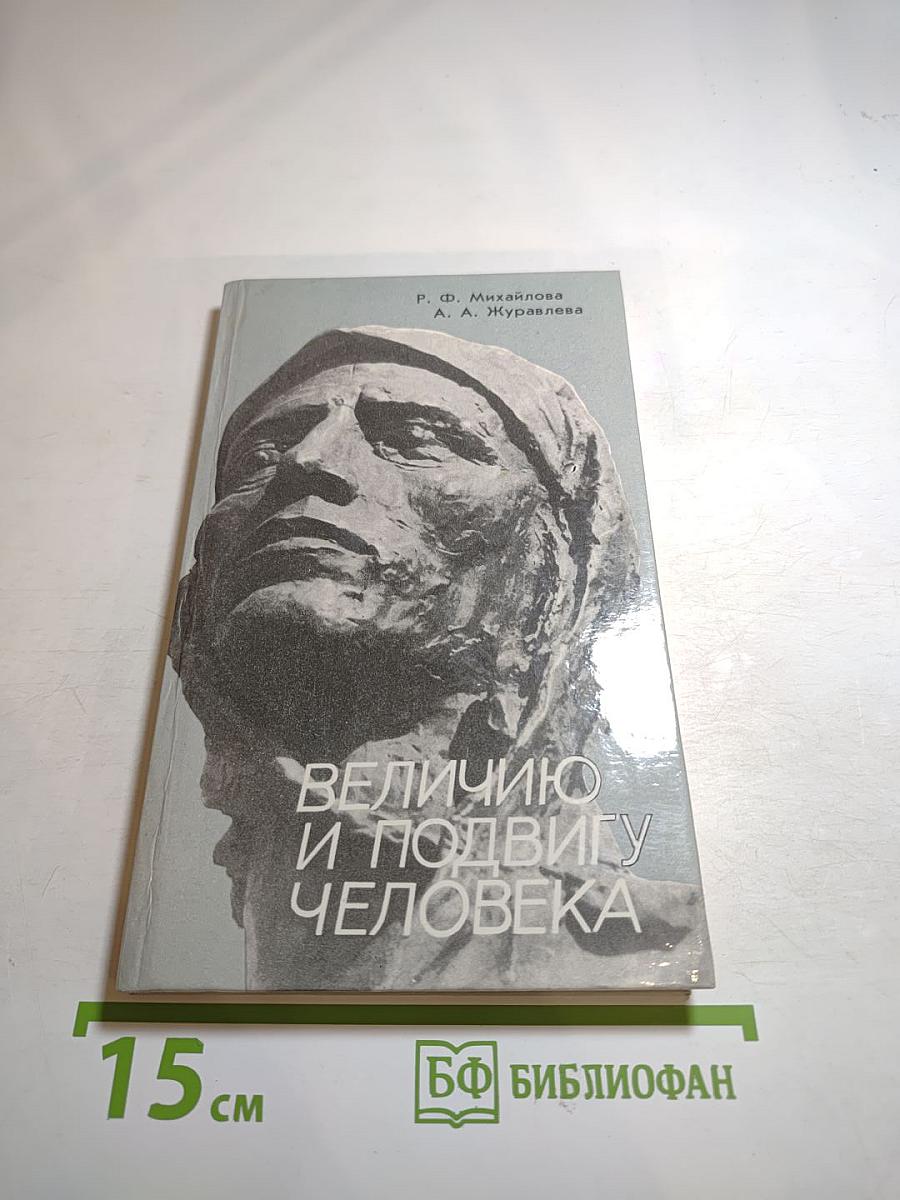 Р. Ф. Михайлова
А. А. Журавлева
ВЕЛИЧИЮ
И ПОДВИГУ
ЧЕЛОВЕКА
15 см
БФ БИБЛИОФАН